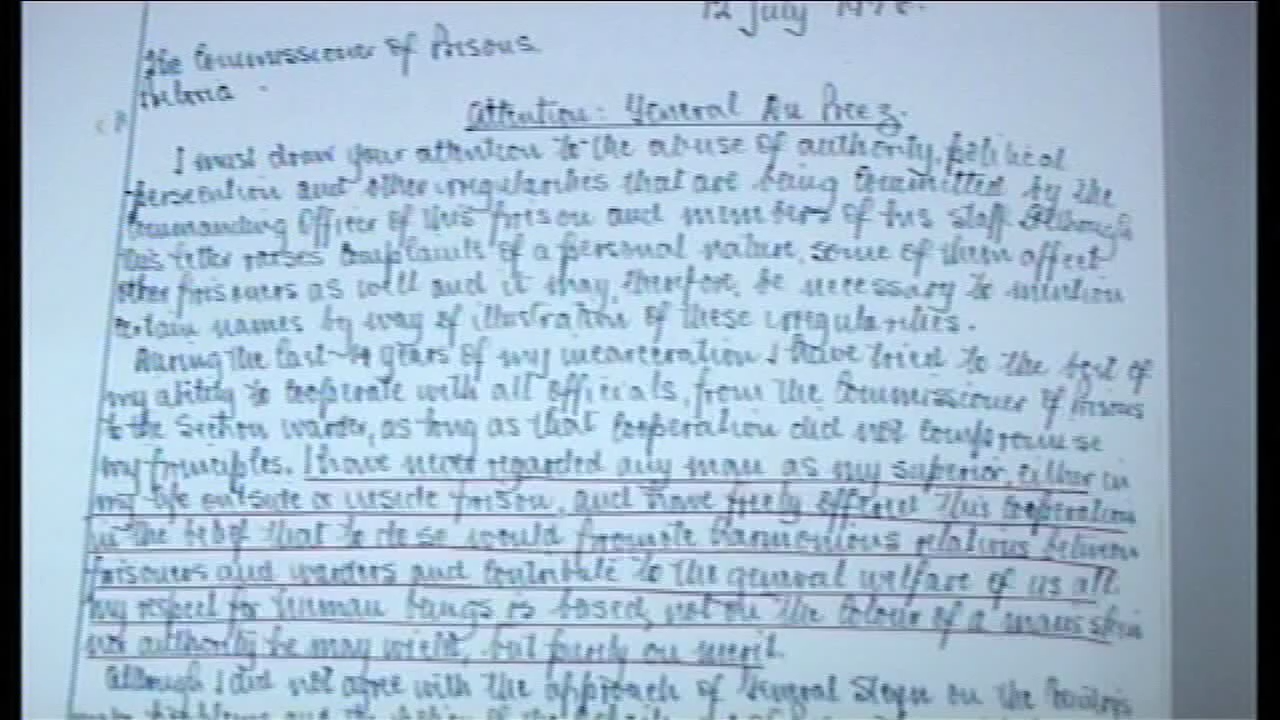 12 July 197
The Commissioner of Prisons
Pretoria
Attention: General Du Preez.
I must draw your attention to the abuse of authority, political
persecution and other irregularities that are being committed by the
Commanding Officer of this prison and members of his staff. Although
this letter raises complaints of a personal nature, some of them affect
other prisoners as well and it may, therefore, be necessary to mention
certain names by way of illustration of these irregularities.
During the last 14 years of my incarceration I have tried to the best of
my ability to cooperate with all officials, from the Commissioner of Prisons
to the Section warder, as long as that cooperation did not compromise
my principles. I have never regarded any man as my superior, either in
my life outside or inside prison, and have freely offered this cooperation
in the belief that to do so would promote harmonious relations between
prisoners and warders and contribute to the general welfare of us all.
My respect for human beings is based, not on the colour of a man's skin
nor authority he may wield, but purely on merit.
Although I did not agree with the approach of General Steyn on the